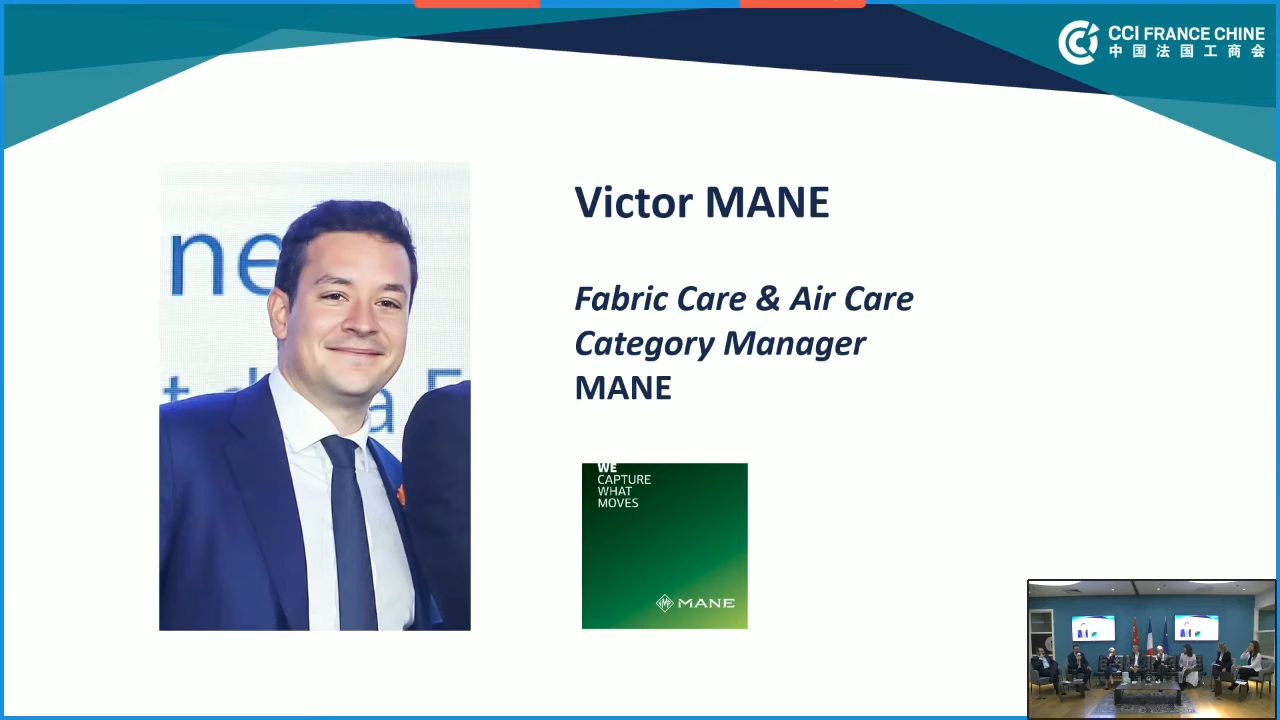 CCI FRANCE CHINE
中国法国工商会
ne
Victor MANE
Fabric Care & Air Care
Category Manager
MANE
WE
CAPTURE
WHAT
MOVES
MANE